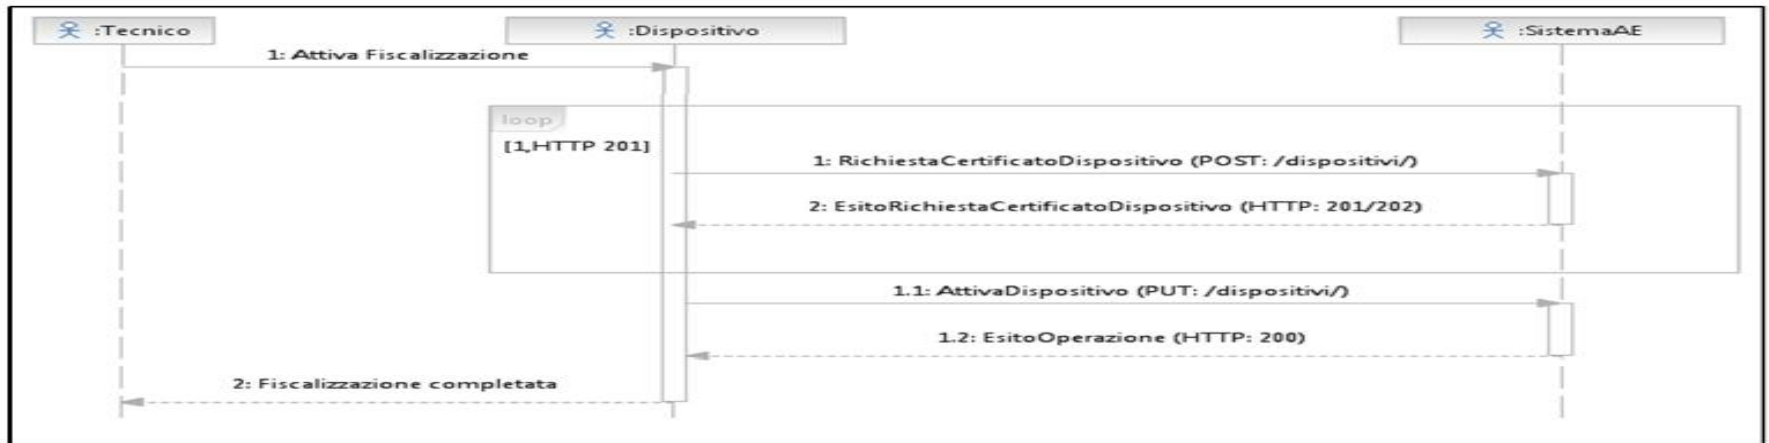 :Tecnico
:Dispositivo
:SistemaAE
1: Attiva Fiscalizzazione
loop
[1,HTTP 201]
1: RichiestaCertificatoDispositivo (POST: /dispositivi/)
2: EsitoRichiestaCertificatoDispositivo (HTTP: 201/202)
1.1: AttivaDispositivo (PUT: /dispositivi/)
1.2: EsitoOperazione (HTTP: 200)
2: Fiscalizzazione completata